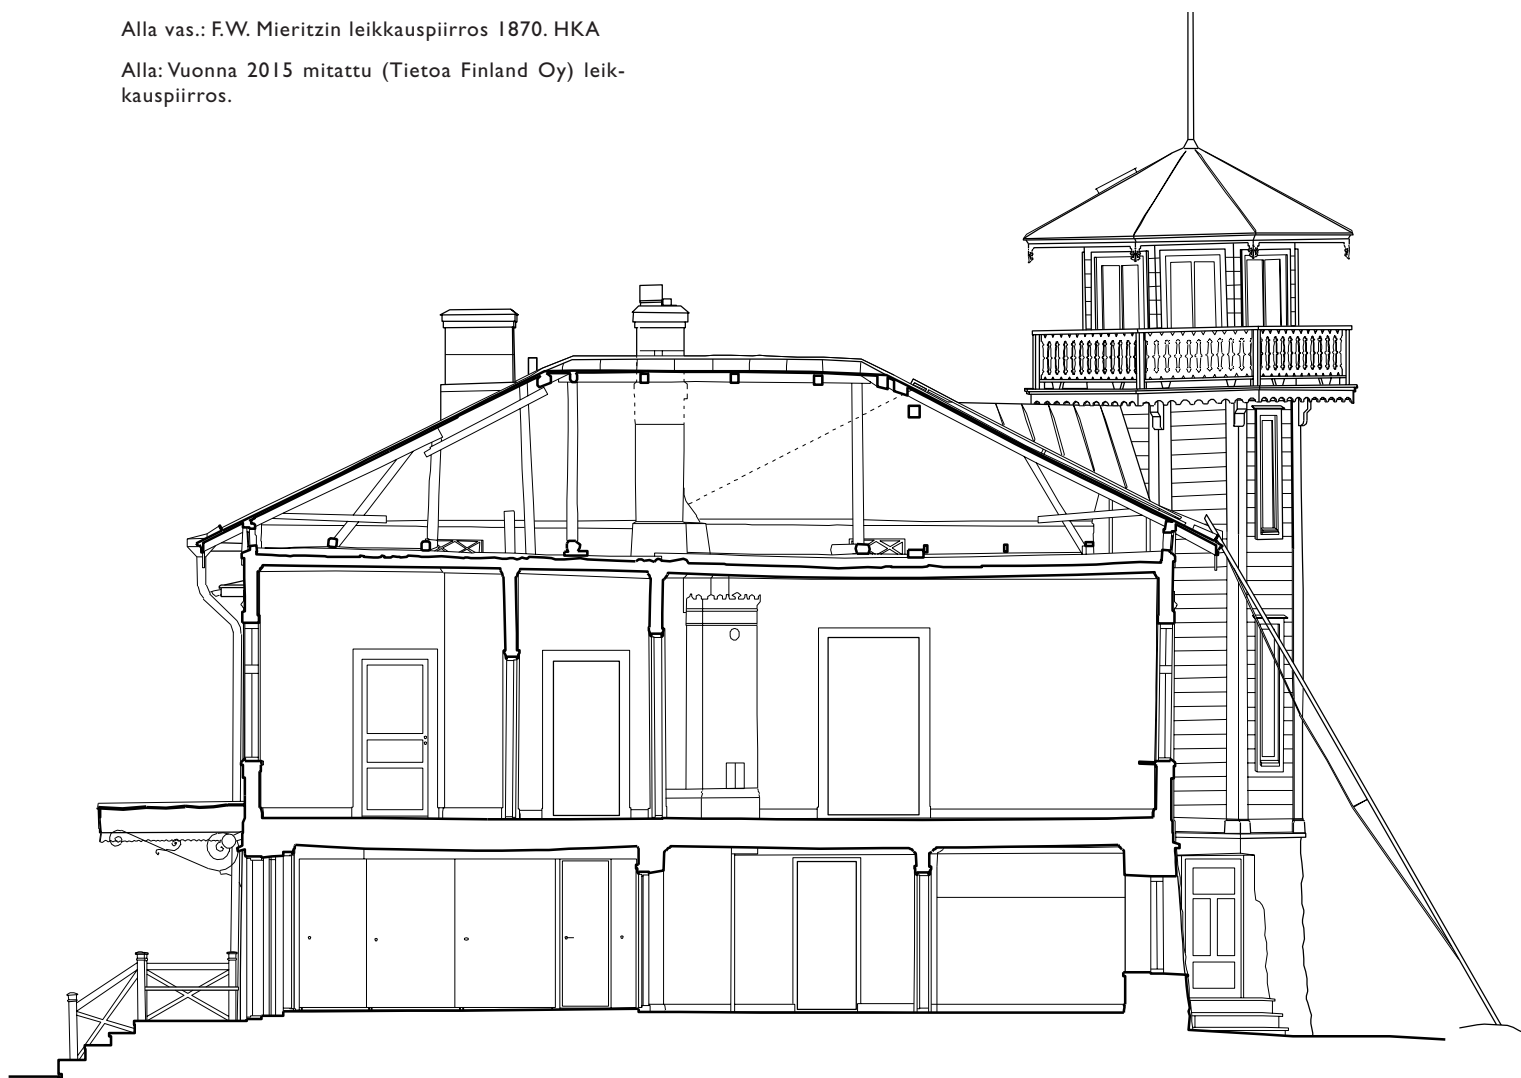 Alla vas.: F.W. Mieritzin leikkauspiirros 1870. HKA
Alla: Vuonna 2015 mitattu (Tietoa Finland Oy) leik-
kauspiirros.